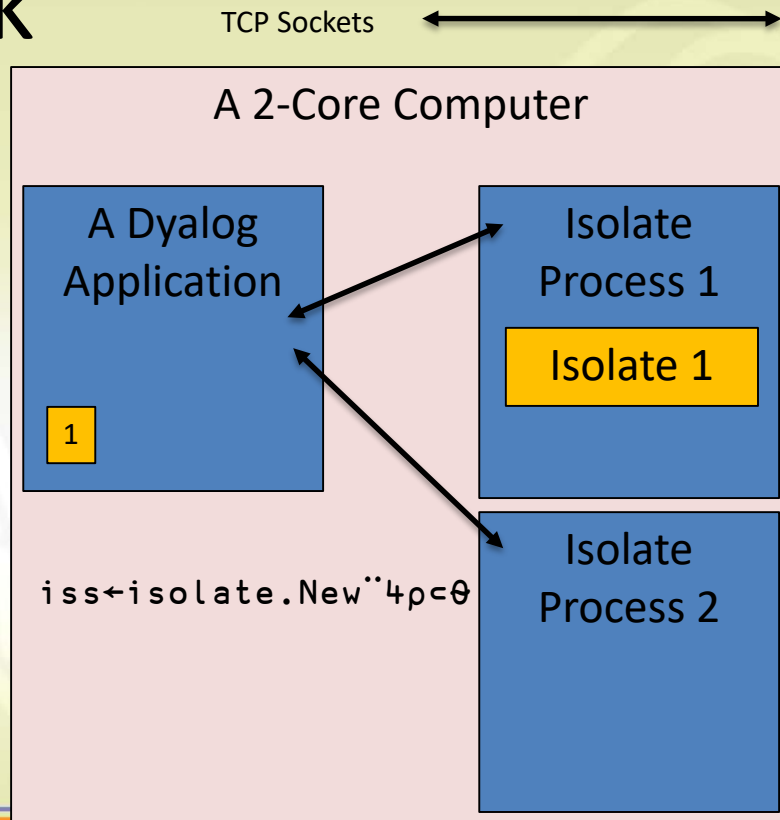 k
TCP Sockets
A 2-Core Computer
A Dyalog
Application
1
Isolate
Process 1
Isolate 1
iss←isolate.New¨4⍴⊂⍬
Isolate
Process 2